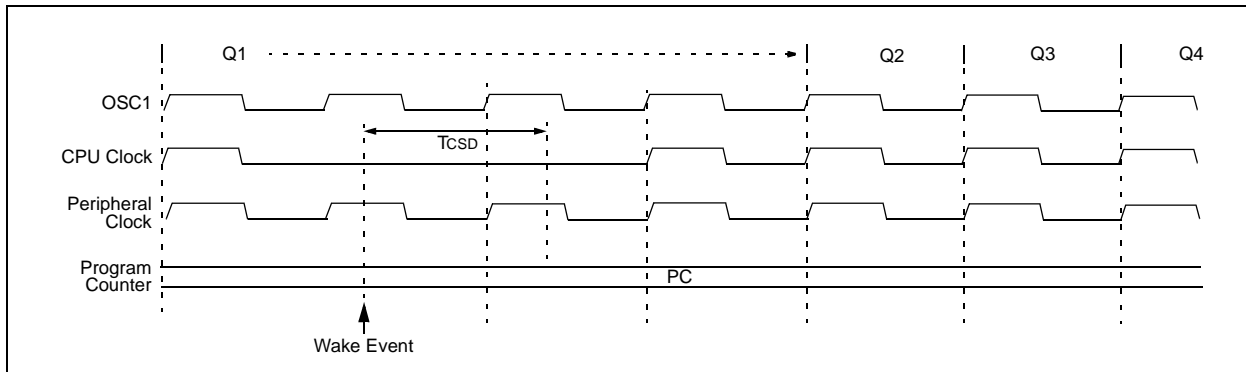 Q1 Q2 Q3 Q4
OSC1
TCSD
CPU Clock
Peripheral
Clock
Program
Counter
PC
Wake Event